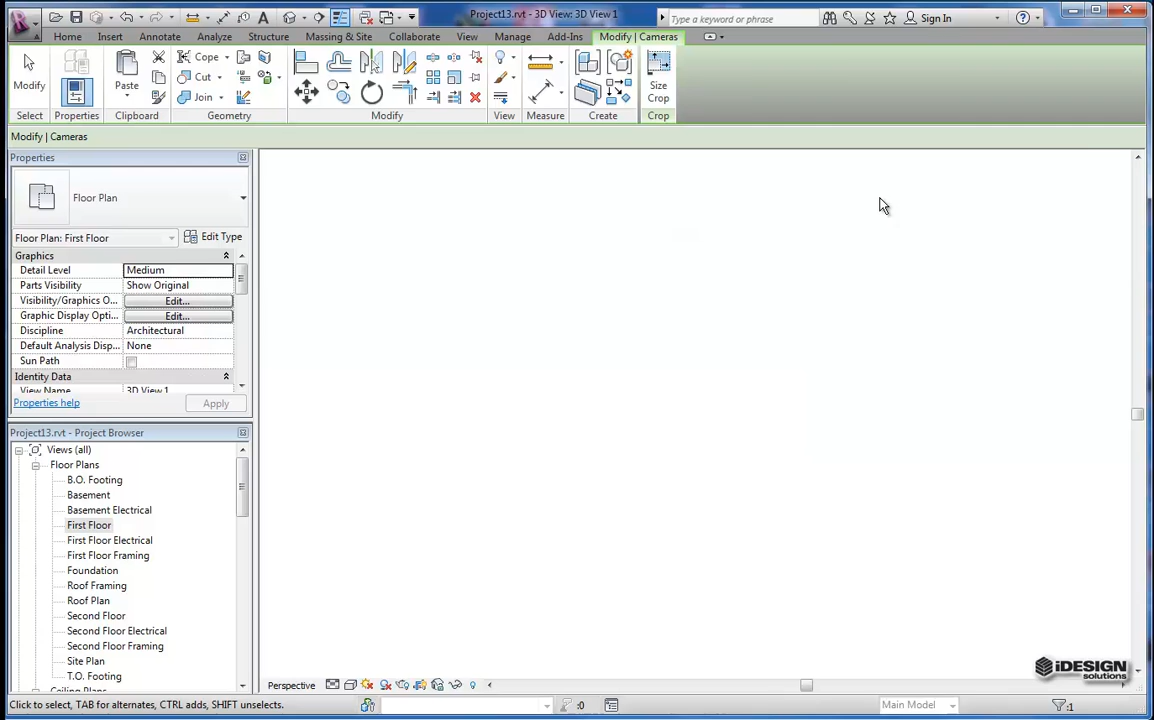 Project13.rvt - 3D View: 3D View 1
Type a keyword or phrase
Sign In
Home Insert Annotate Analyze Structure Massing & Site Collaborate View Manage Add-Ins Modify | Cameras
Modify
Paste
Cope
Cut
Join
Size
Crop
Select Properties Clipboard Geometry Modify View Measure Create Crop
Modify | Cameras
Properties
Floor Plan
Floor Plan: First Floor Edit Type
Graphics
Detail Level Medium
Parts Visibility Show Original
Visibility/Graphics O... Edit...
Graphic Display Opti... Edit...
Discipline Architectural
Default Analysis Disp... None
Sun Path
Identity Data
View Name 3D View 1
Properties help Apply
Project13.rvt - Project Browser
Views (all)
Floor Plans
B.O. Footing
Basement
Basement Electrical
First Floor
First Floor Electrical
First Floor Framing
Foundation
Roof Framing
Roof Plan
Second Floor
Second Floor Electrical
Second Floor Framing
Site Plan
T.O. Footing
Ceiling Plans
Perspective
iDESIGN
solutions
Click to select, TAB for alternates, CTRL adds, SHIFT unselects. :0 Main Model :1